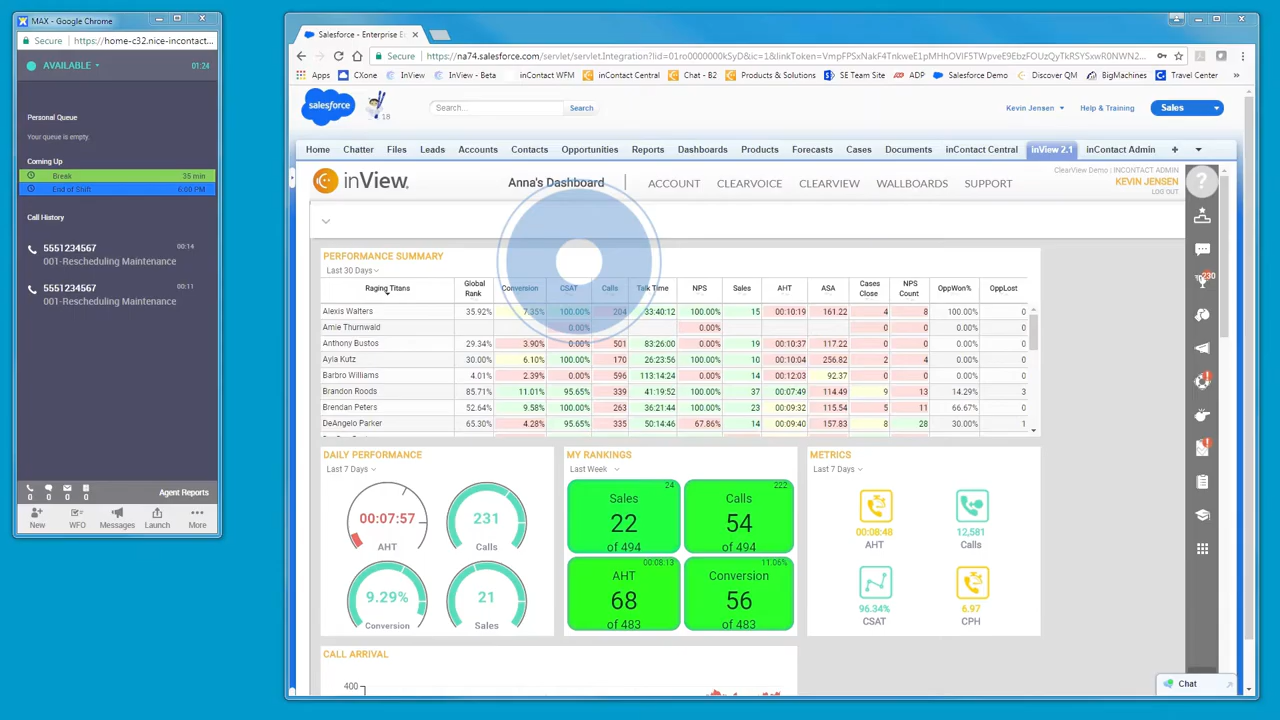 MAX - Google Chrome
Secure https://home-c32.nice-incontact...
AVAILABLE 01:24
Personal Queue
Your queue is empty.
Coming Up
Break 35 min
End of Shift 6:00 PM
Call History
5551234567 00:14
001-Rescheduling Maintenance
5551234567 00:11
001-Rescheduling Maintenance
0 0 0 0 Agent Reports
New WFO Messages Launch More
Salesforce - Enterprise E
Apps CXone InView InView - Beta inContact WFM inContact Central Chat - B2 Products & Solutions SE Team Site ADP Salesforce Demo Discover QM BigMachines Travel Center »
salesforce 18 Search... Search Kevin Jensen Help & Training Sales
Home Chatter Files Leads Accounts Contacts Opportunities Reports Dashboards Products Forecasts Cases Documents inContact Central inView 2.1 inContact Admin +
inView Anna's Dashboard ACCOUNT CLEARVOICE CLEARVIEW WALLBOARDS SUPPORT
ClearView Demo | INCONTACT ADMIN
KEVIN JENSEN
LOG OUT
?
230
PERFORMANCE SUMMARY
Last 30 Days
Raging Titans Global Rank Conversion CSAT Calls Talk Time NPS Sales AHT ASA Cases Close NPS Count OppWon% OppLost
Alexis Walters 35.92% 7.35% 100.00% 204 33:40:12 100.00% 15 00:10:19 161.22 4 8 100.00% 0
Amie Thurnwald 0.00% 0.00% 0
Anthony Bustos 29.34% 3.90% 0.00% 501 83:26:00 100.00% 19 00:10:37 117.22 0 0 0.00% 0
Ayla Kutz 30.00% 6.10% 100.00% 170 26:23:56 100.00% 10 00:10:04 256.82 2 4 0.00% 0
Barbro Williams 4.01% 2.39% 0.00% 596 113:14:24 0.00% 14 00:12:03 92.37 0 0 0.00% 0
Brandon Roods 85.71% 11.01% 95.65% 339 41:19:52 100.00% 37 00:07:49 114.49 9 13 14.29% 3
Brendan Peters 52.64% 9.58% 100.00% 263 36:21:44 100.00% 23 00:09:32 115.54 5 11 66.67% 0
DeAngelo Parker 65.30% 4.28% 95.65% 335 50:14:46 67.86% 14 00:09:40 157.83 8 28 30.00% 1
DAILY PERFORMANCE
Last 7 Days
00:07:57
AHT
231
Calls
9.29%
Conversion
21
Sales
MY RANKINGS
Last Week
24
Sales
22
of 494
222
Calls
54
of 494
00:08:13
AHT
68
of 483
11.06%
Conversion
56
of 483
METRICS
Last 7 Days
00:08:48
AHT
12,581
Calls
96.34%
CSAT
6.97
CPH
CALL ARRIVAL
400
Chat